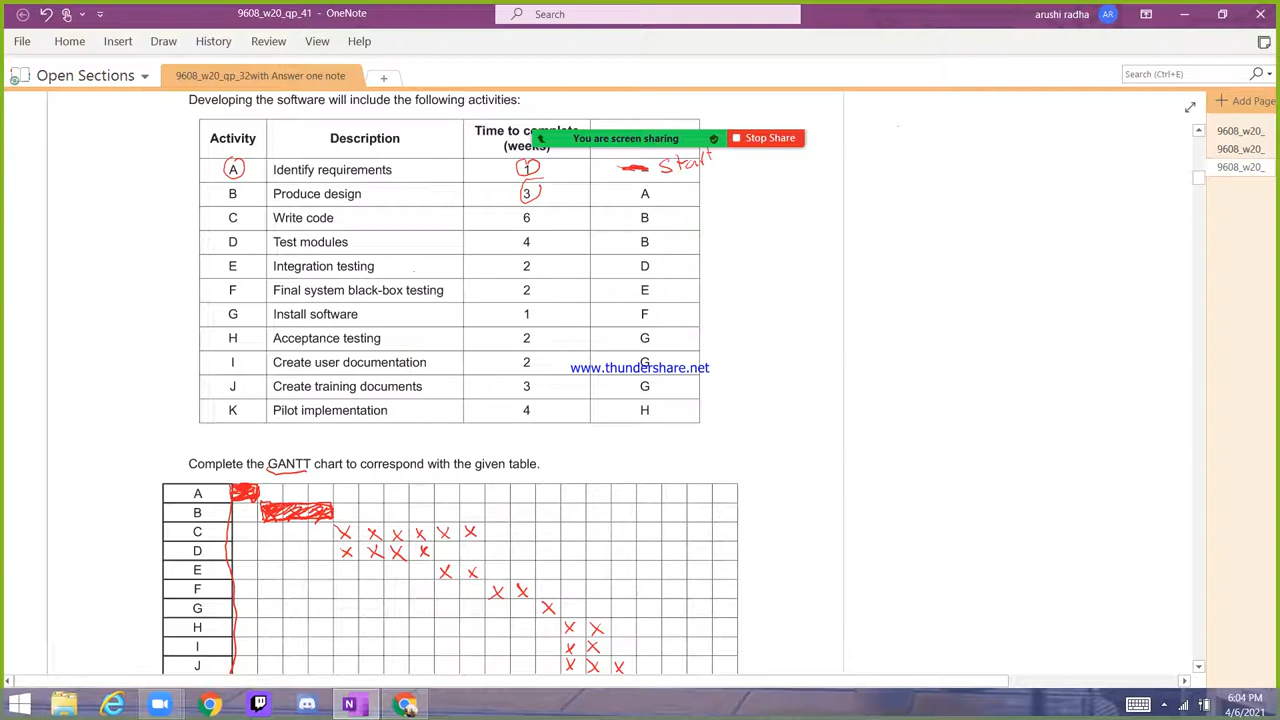 9608_w20_qp_41 - OneNote
Search
arushi radha
AR
File Home Insert Draw History Review View Help
Open Sections
9608_w20_qp_32with Answer one note
Search (Ctrl+E)
Add Page
9608_w20_
9608_w20_
9608_w20_
Developing the software will include the following activities:
Activity Description Time to complete
(weeks)
You are screen sharing Stop Share
A Identify requirements 1 Start
B Produce design 3 A
C Write code 6 B
D Test modules 4 B
E Integration testing 2 D
F Final system black-box testing 2 E
G Install software 1 F
H Acceptance testing 2 G
I Create user documentation 2 G
www.thundershare.net
J Create training documents 3 G
K Pilot implementation 4 H
Complete the GANTT chart to correspond with the given table.
A
B
C X X X X X X
D X X X X
E X X
F X X
G X
H X X
I X X
J X X X
6:04 PM
4/6/2021